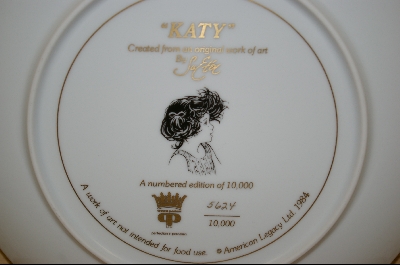 "KATY"
Created from an original work of art
By
A numbered edition of 10,000
5624
10,000
A work of art not intended for food use.
© American Legacy Ltd. 1984